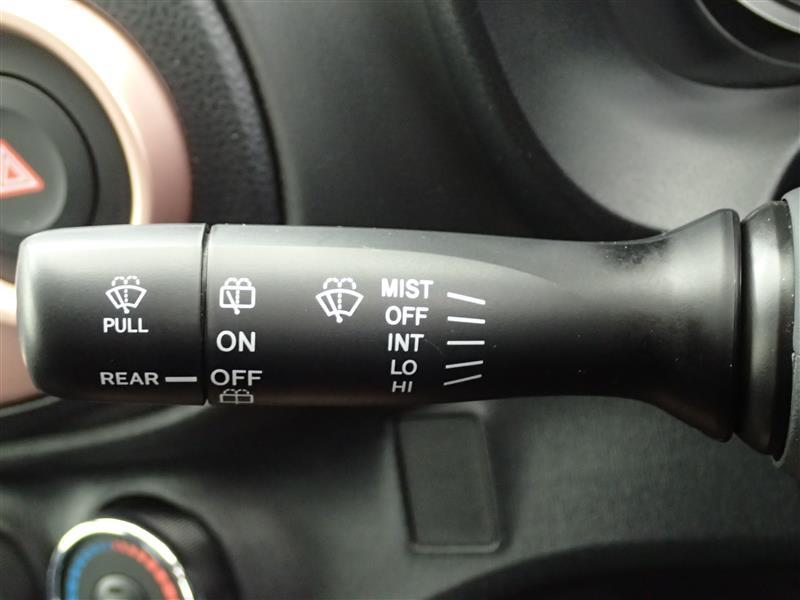 PULL
REAR
ON
OFF
MIST
OFF
INT
LO
HI